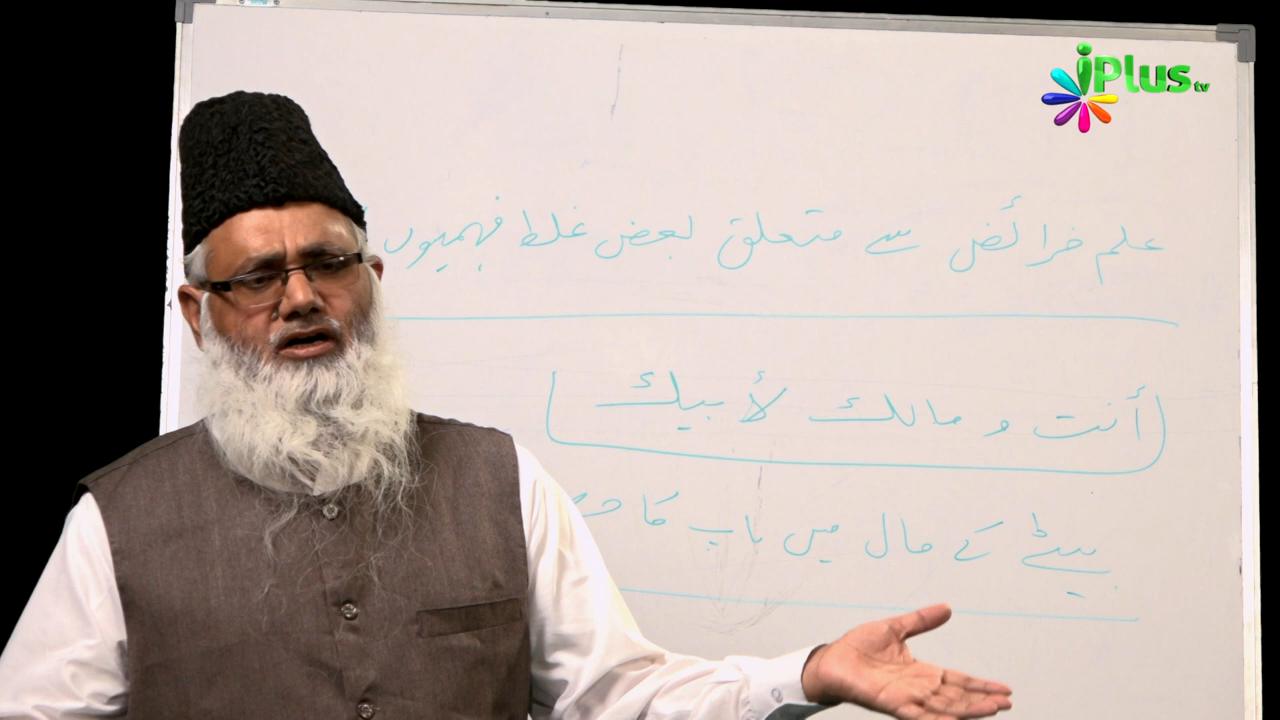 iPlus tv
علم فرائض سے متعلق بعض غلط فہمیوں
أنت و مالك لأبيك
بیٹے کے مال میں باپ کا